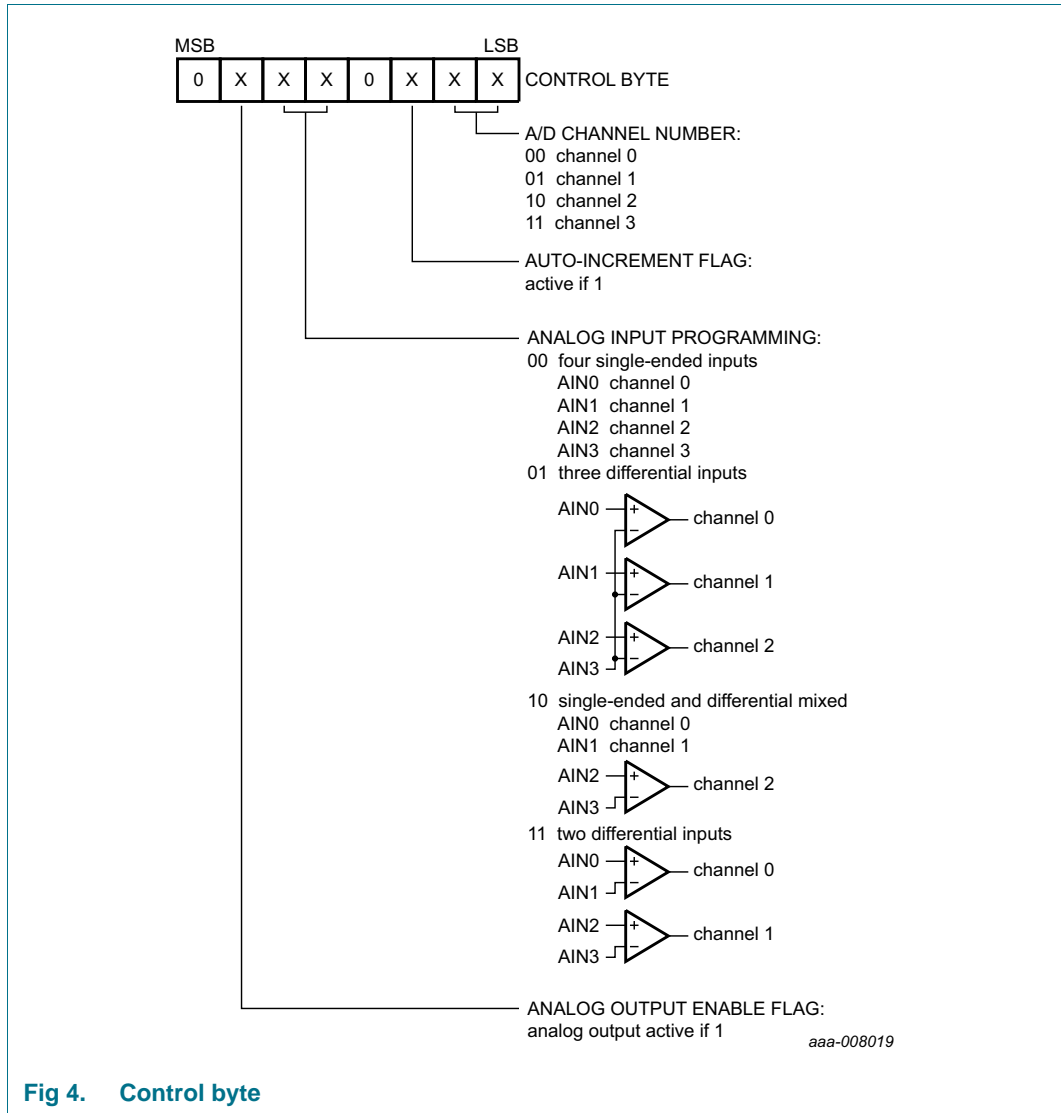 MSB LSB
0 X X X 0 X X X CONTROL BYTE
A/D CHANNEL NUMBER:
00 channel 0
01 channel 1
10 channel 2
11 channel 3
AUTO-INCREMENT FLAG:
active if 1
ANALOG INPUT PROGRAMMING:
00 four single-ended inputs
AIN0 channel 0
AIN1 channel 1
AIN2 channel 2
AIN3 channel 3
01 three differential inputs
AIN0 + − channel 0
AIN1 + − channel 1
AIN2 + − channel 2
AIN3
10 single-ended and differential mixed
AIN0 channel 0
AIN1 channel 1
AIN2 + − channel 2
AIN3
11 two differential inputs
AIN0 + − channel 0
AIN1
AIN2 + − channel 1
AIN3
ANALOG OUTPUT ENABLE FLAG:
analog output active if 1
aaa-008019
Fig 4. Control byte